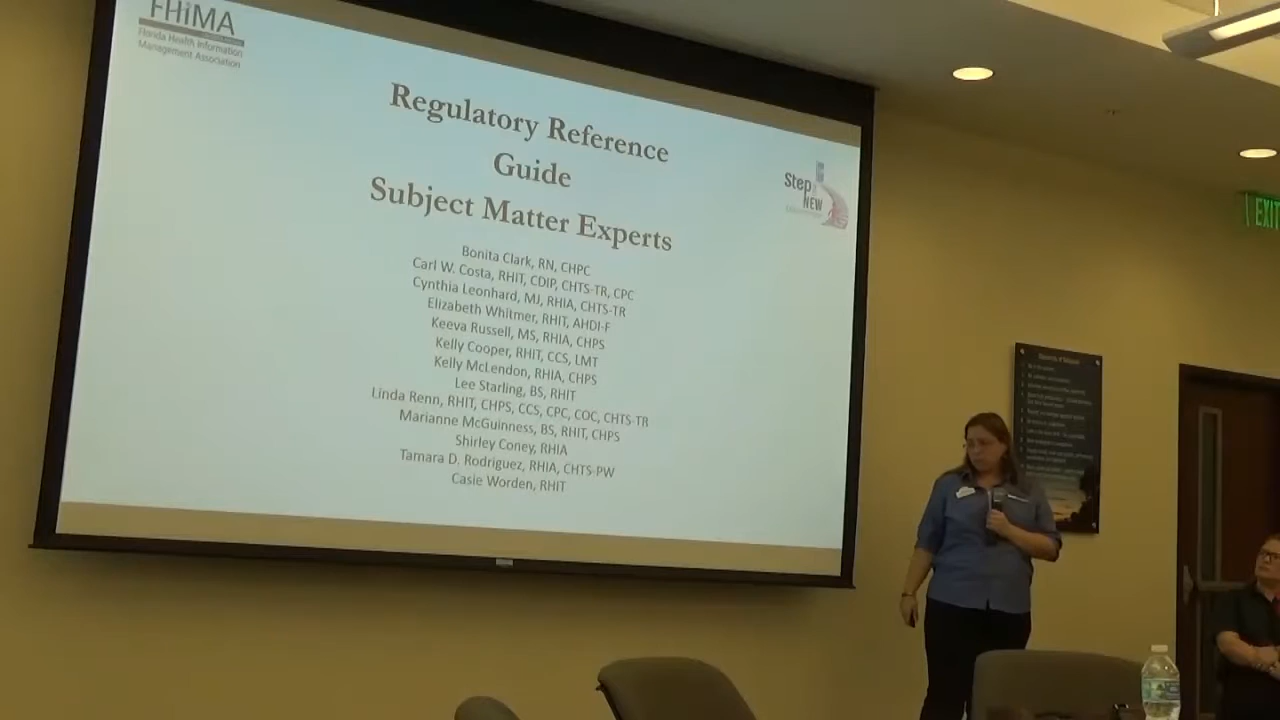 FHiMA
Florida Health Information
Management Association
Regulatory Reference
Guide
Subject Matter Experts
Step
NEW
Bonita Clark, RN, CHPC
Carl W. Costa, RHIT, CDIP, CHTS-TR, CPC
Cynthia Leonhard, MJ, RHIA, CHTS-TR
Elizabeth Whitmer, RHIT, AHDI-F
Keeva Russell, MS, RHIA, CHPS
Kelly Cooper, RHIT, CCS, LMT
Kelly McLendon, RHIA, CHPS
Lee Starling, BS, RHIT
Linda Renn, RHIT, CHPS, CCS, CPC, COC, CHTS-TR
Marianne McGuinness, BS, RHIT, CHPS
Shirley Coney, RHIA
Tamara D. Rodriguez, RHIA, CHTS-PW
Casie Worden, RHIT
EXIT